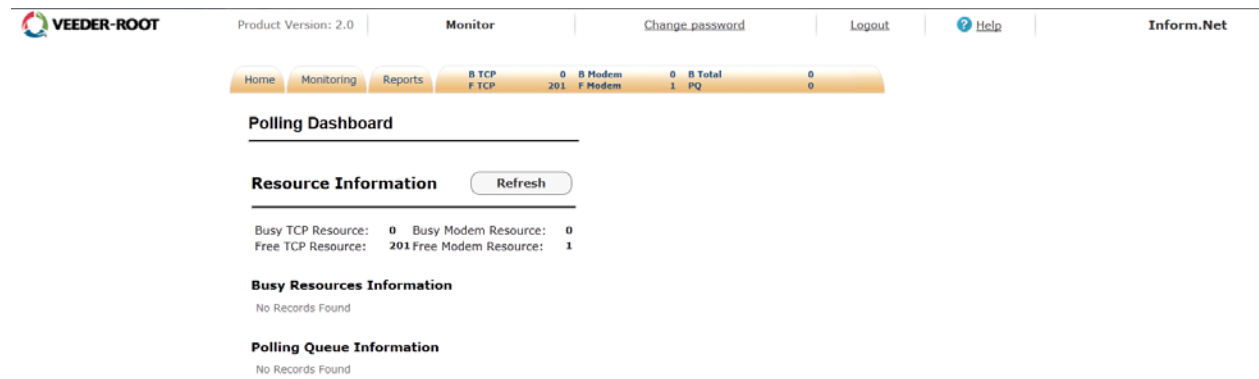 VEEDER-ROOT Product Version: 2.0 Monitor Change password Logout ? Help Inform.Net
Home Monitoring Reports B TCP 0 B Modem 0 B Total 0
F TCP 201 F Modem 1 PQ 0
Polling Dashboard
Resource Information Refresh
Busy TCP Resource: 0 Busy Modem Resource: 0
Free TCP Resource: 201 Free Modem Resource: 1
Busy Resources Information
No Records Found
Polling Queue Information
No Records Found